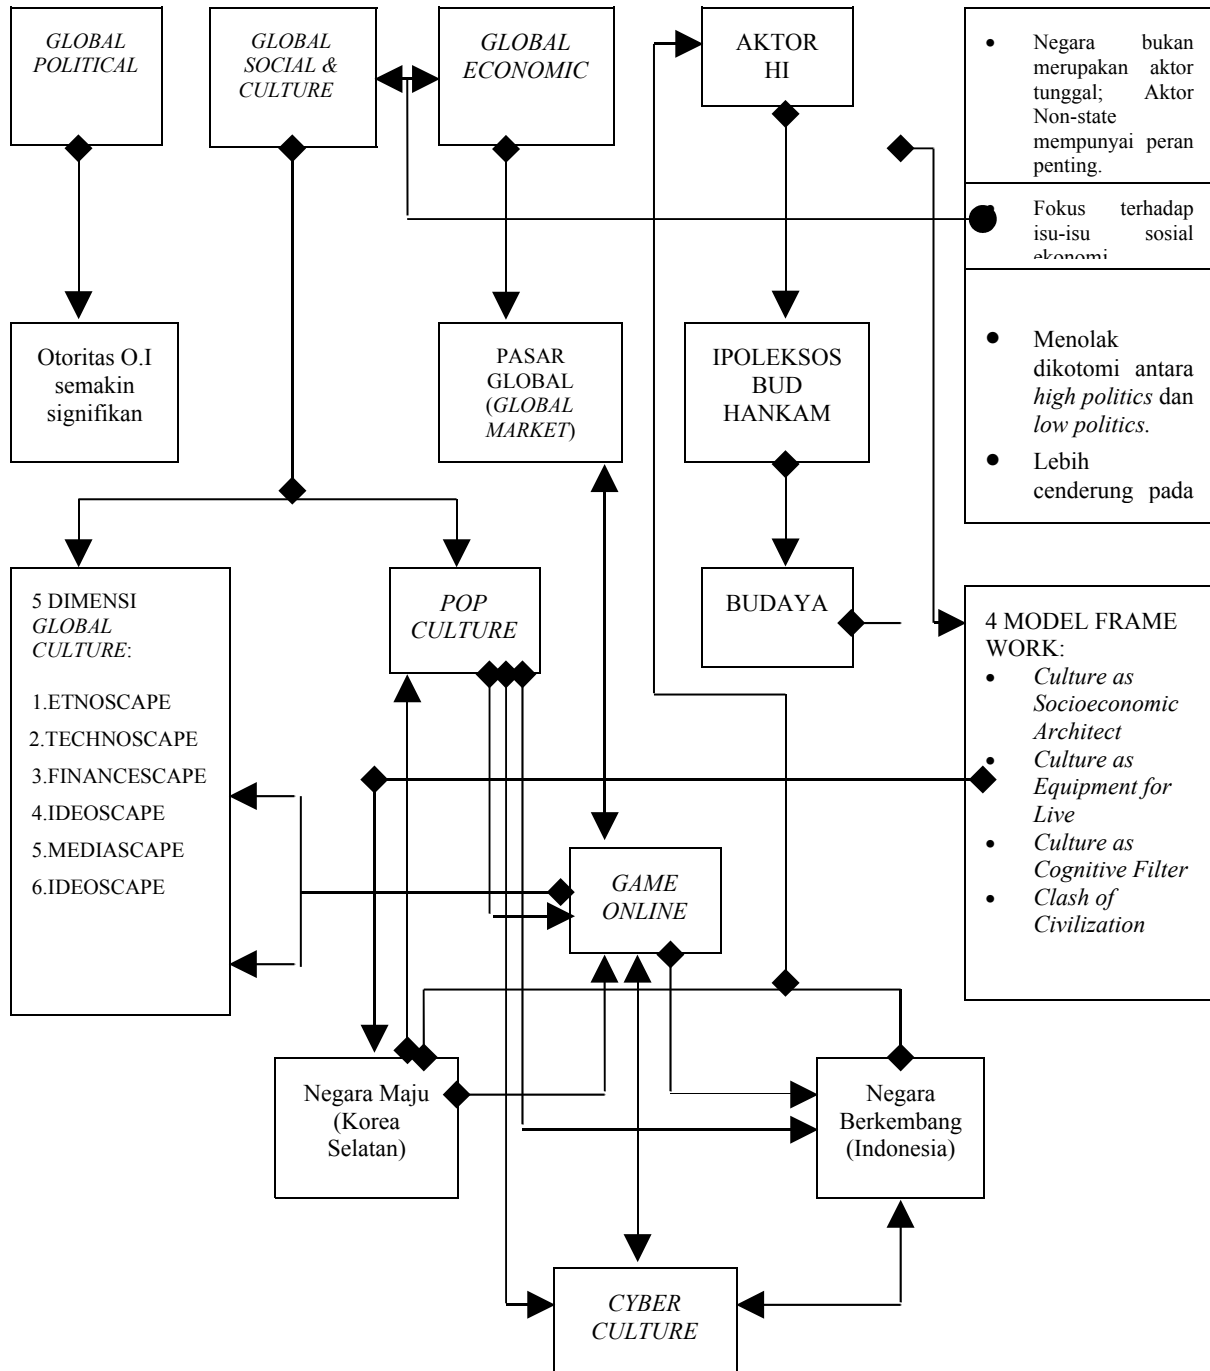 GLOBAL
POLITICAL
GLOBAL
SOCIAL &
CULTURE
GLOBAL
ECONOMIC
AKTOR
HI
• Negara bukan
merupakan aktor
tunggal; Aktor
Non-state
mempunyai peran
penting.
Fokus terhadap
isu-isu sosial
ekonomi
• Menolak
dikotomi antara
high politics dan
low politics.
• Lebih
cenderung pada
Otoritas O.I
semakin
signifikan
PASAR
GLOBAL
(GLOBAL
MARKET)
IPOLEKSOS
BUD
HANKAM
5 DIMENSI
GLOBAL
CULTURE:
1.ETNOSCAPE
2.TECHNOSCAPE
3.FINANCESCAPE
4.IDEOSCAPE
5.MEDIASCAPE
6.IDEOSCAPE
POP
CULTURE
BUDAYA
4 MODEL FRAME
WORK:
• Culture as
Socioeconomic
Architect
• Culture as
Equipment for
Live
• Culture as
Cognitive Filter
• Clash of
Civilization
GAME
ONLINE
Negara Maju
(Korea
Selatan)
Negara
Berkembang
(Indonesia)
CYBER
CULTURE